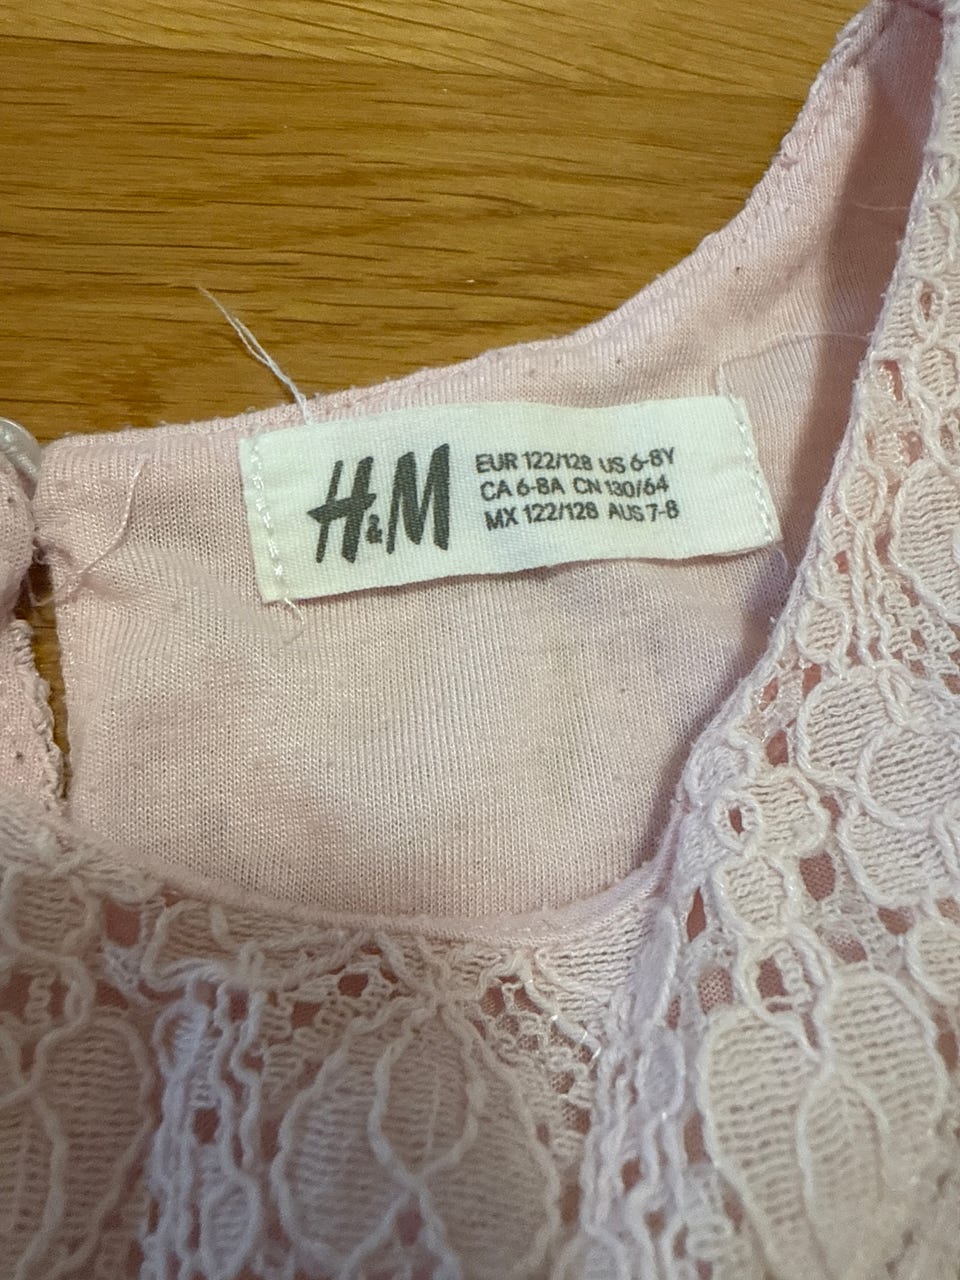 H&M
EUR 122/128 US 6-8Y
CA 6-8A CN 130/64
MX 122/128 AUS 7-8